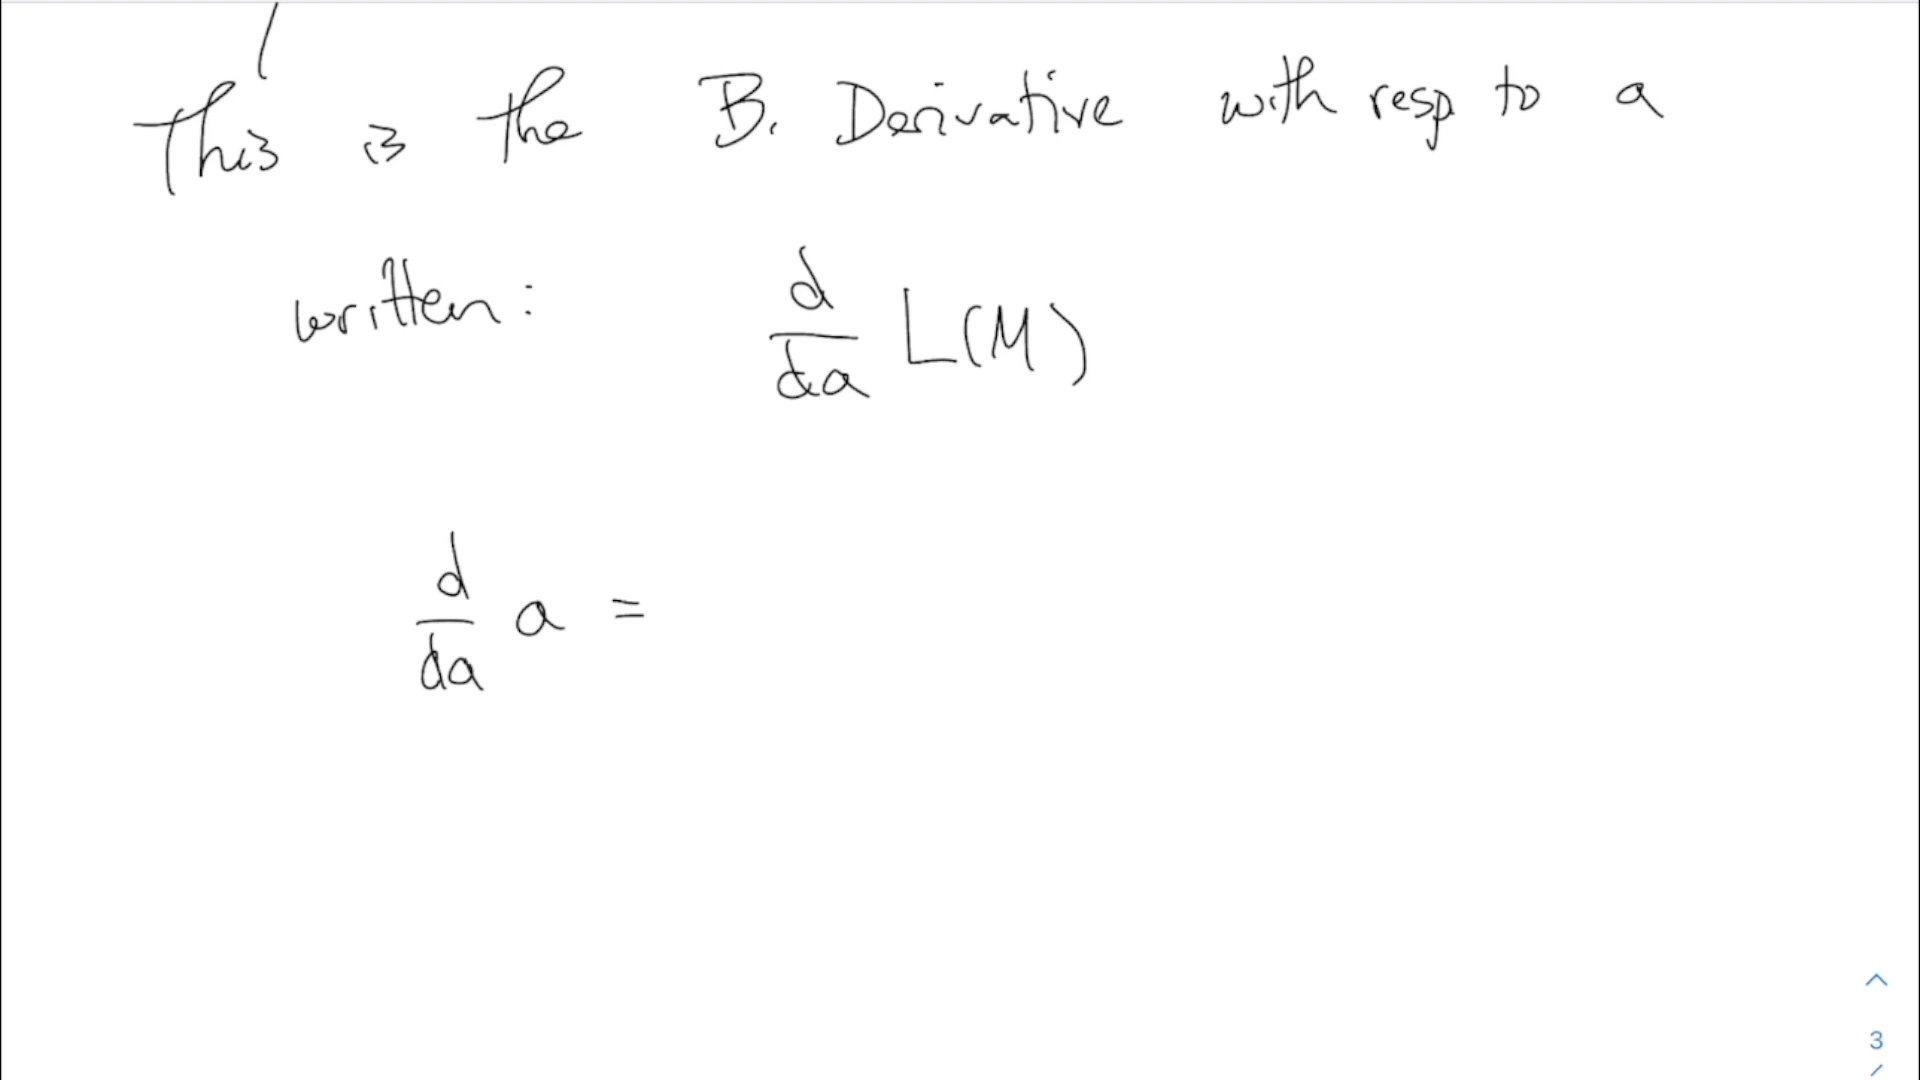 This is the B. Derivative with resp to a
written: d/da L(M)
d/da a =
3